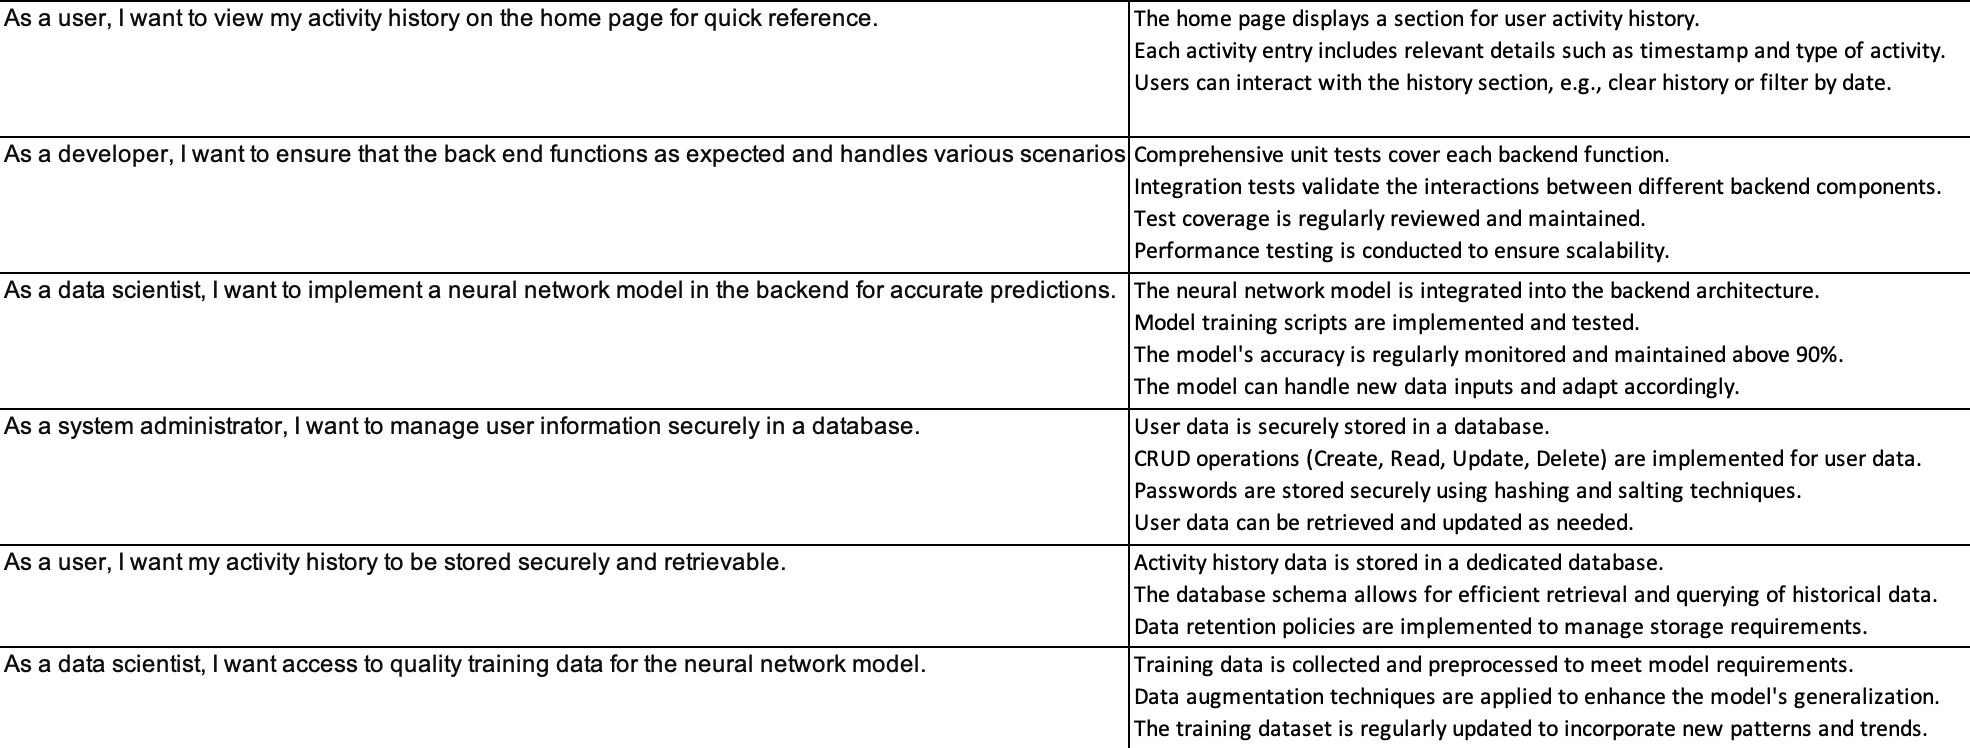 As a user, I want to view my activity history on the home page for quick reference.
The home page displays a section for user activity history.
Each activity entry includes relevant details such as timestamp and type of activity.
Users can interact with the history section, e.g., clear history or filter by date.
As a developer, I want to ensure that the back end functions as expected and handles various scenarios
Comprehensive unit tests cover each backend function.
Integration tests validate the interactions between different backend components.
Test coverage is regularly reviewed and maintained.
Performance testing is conducted to ensure scalability.
As a data scientist, I want to implement a neural network model in the backend for accurate predictions.
The neural network model is integrated into the backend architecture.
Model training scripts are implemented and tested.
The model's accuracy is regularly monitored and maintained above 90%.
The model can handle new data inputs and adapt accordingly.
As a system administrator, I want to manage user information securely in a database.
User data is securely stored in a database.
CRUD operations (Create, Read, Update, Delete) are implemented for user data.
Passwords are stored securely using hashing and salting techniques.
User data can be retrieved and updated as needed.
As a user, I want my activity history to be stored securely and retrievable.
Activity history data is stored in a dedicated database.
The database schema allows for efficient retrieval and querying of historical data.
Data retention policies are implemented to manage storage requirements.
As a data scientist, I want access to quality training data for the neural network model.
Training data is collected and preprocessed to meet model requirements.
Data augmentation techniques are applied to enhance the model's generalization.
The training dataset is regularly updated to incorporate new patterns and trends.